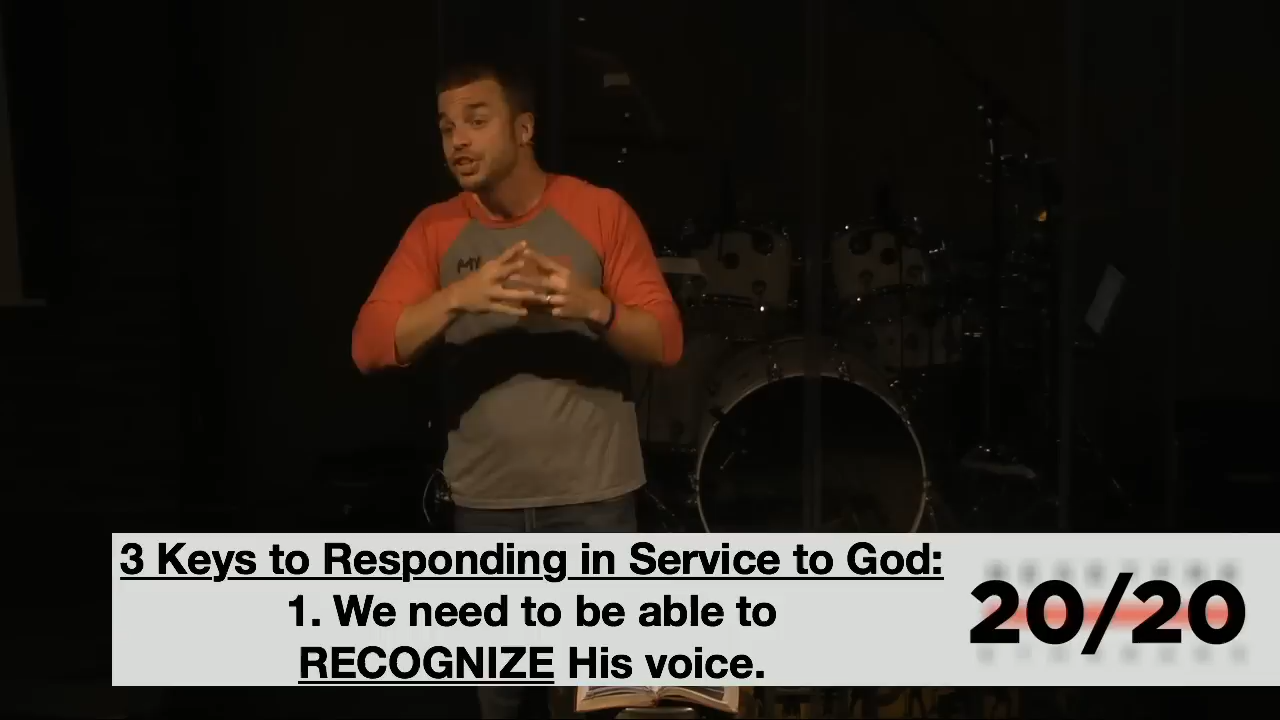 MY
3 Keys to Responding in Service to God:
1. We need to be able to
RECOGNIZE His voice.
20/20